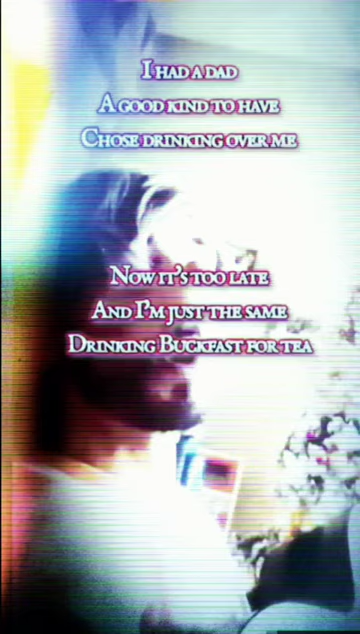 I had a dad
A good kind to have
Chose drinking over me
Now it's too late
And I'm just the same
Drinking Buckfast for tea